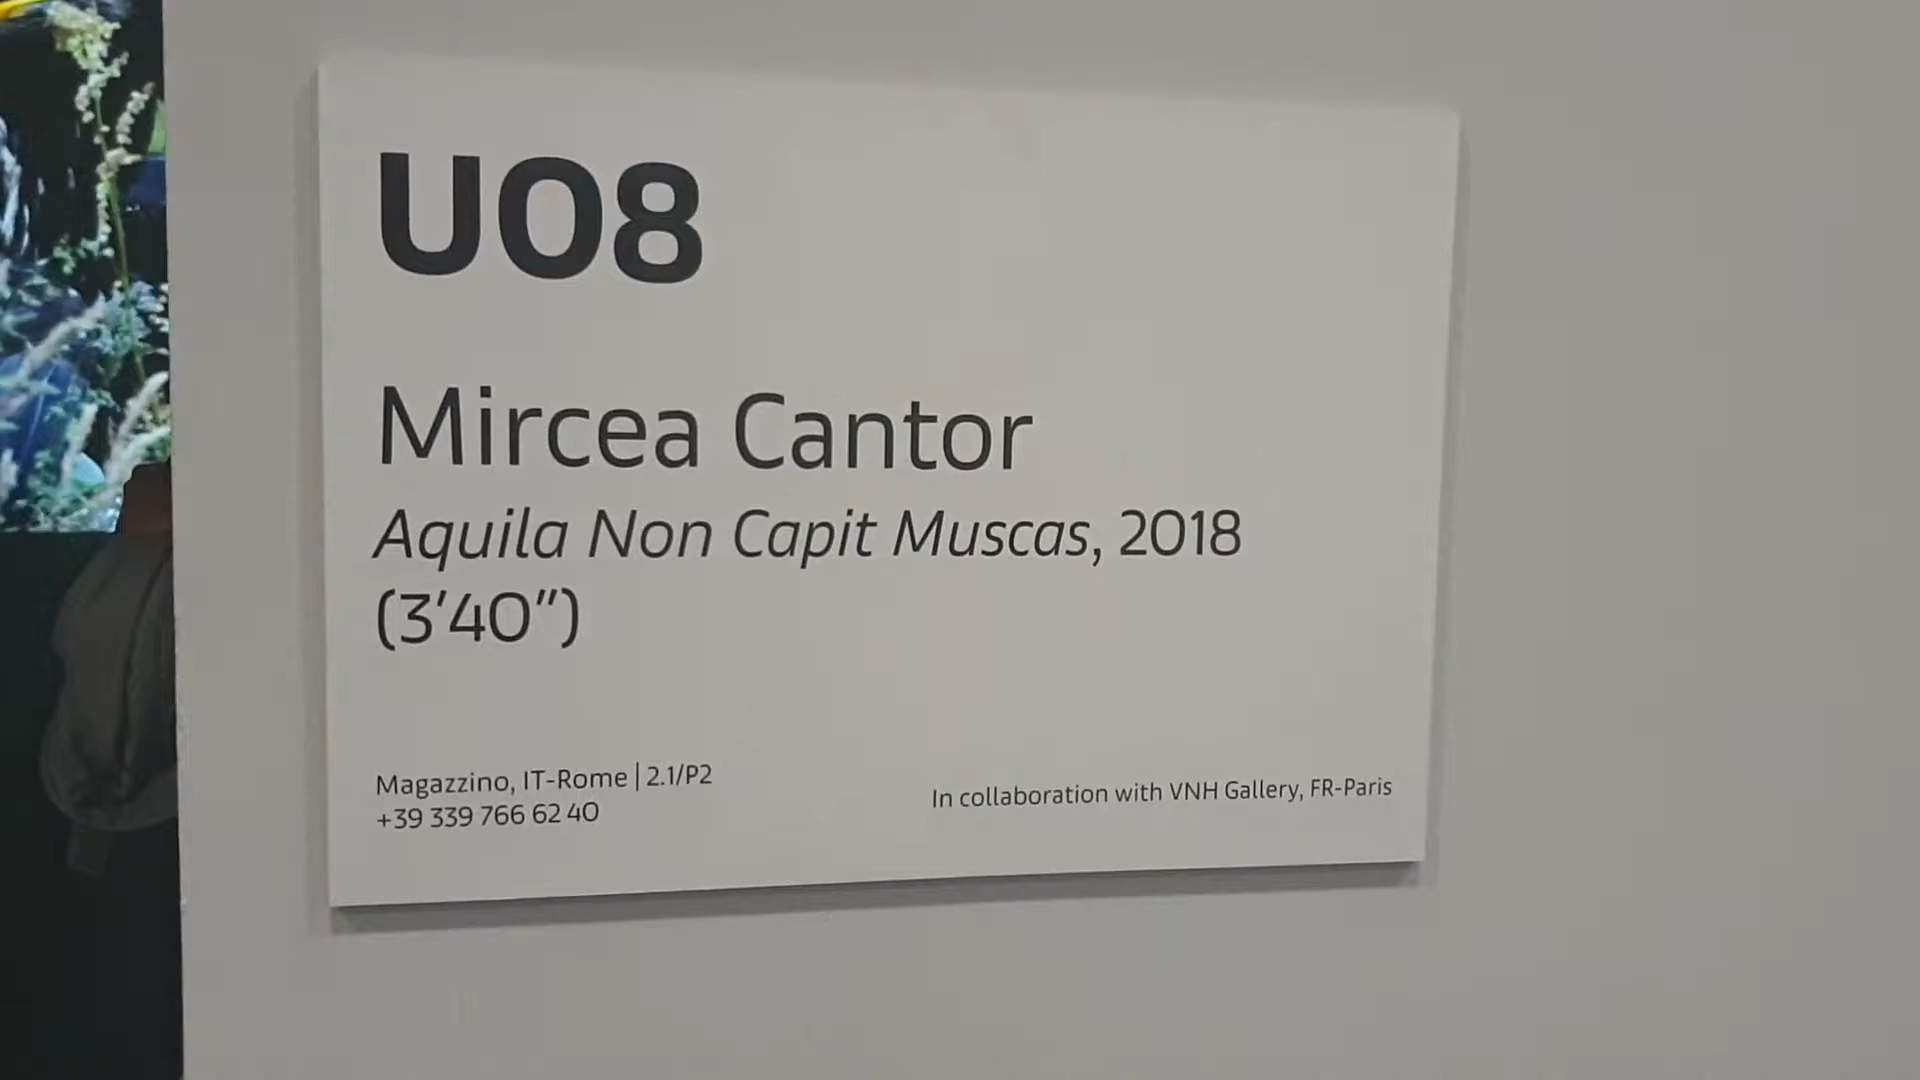 U08
Mircea Cantor
Aquila Non Capit Muscas, 2018
(3'40")
Magazzino, IT-Rome | 2.1/P2
+39 339 766 62 40
In collaboration with VNH Gallery, FR-Paris